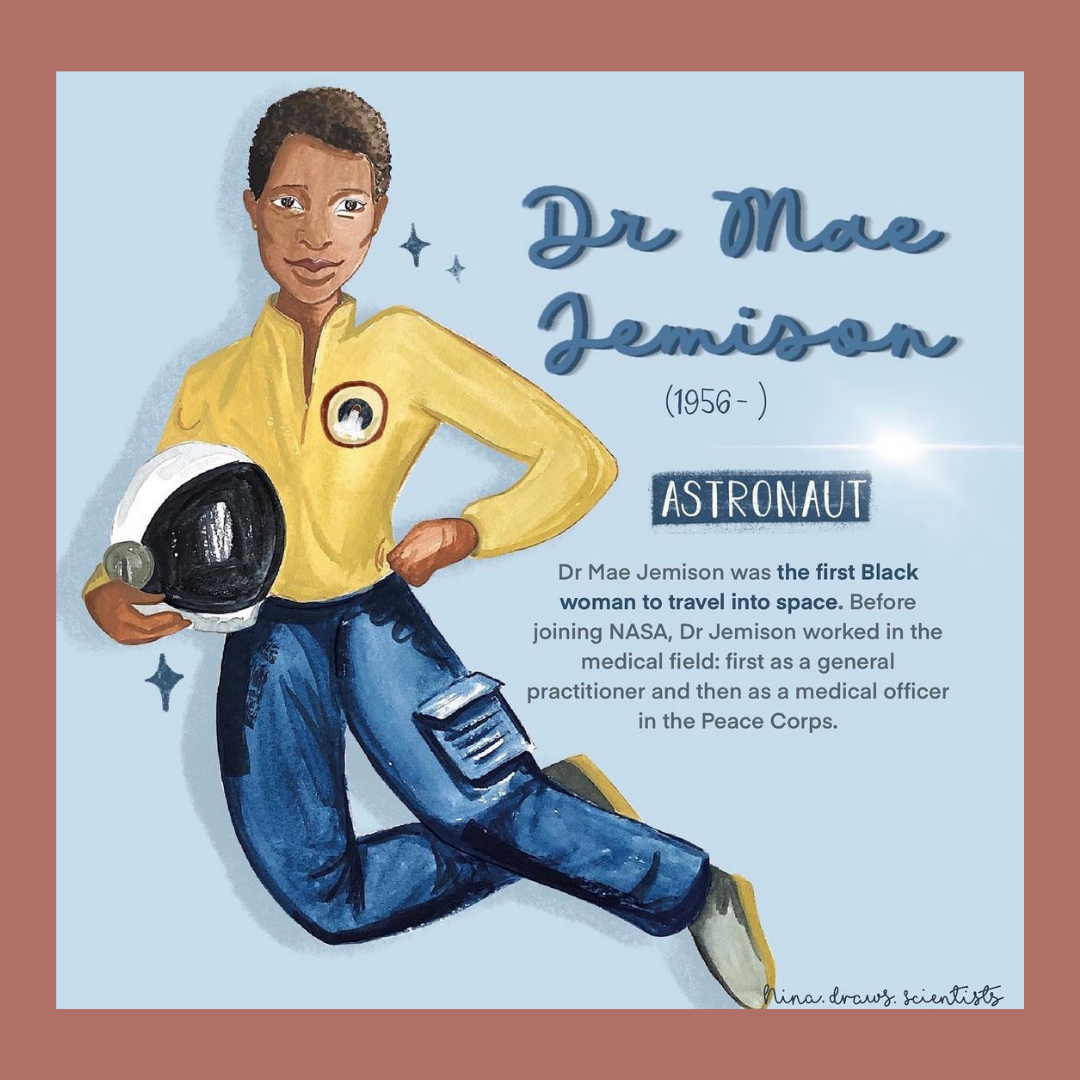 Dr Mae
Jemison
(1956- )
ASTRONAUT
Dr Mae Jemison was the first Black
woman to travel into space. Before
joining NASA, Dr Jemison worked in the
medical field: first as a general
practitioner and then as a medical officer
in the Peace Corps.
nina.draws.scientists